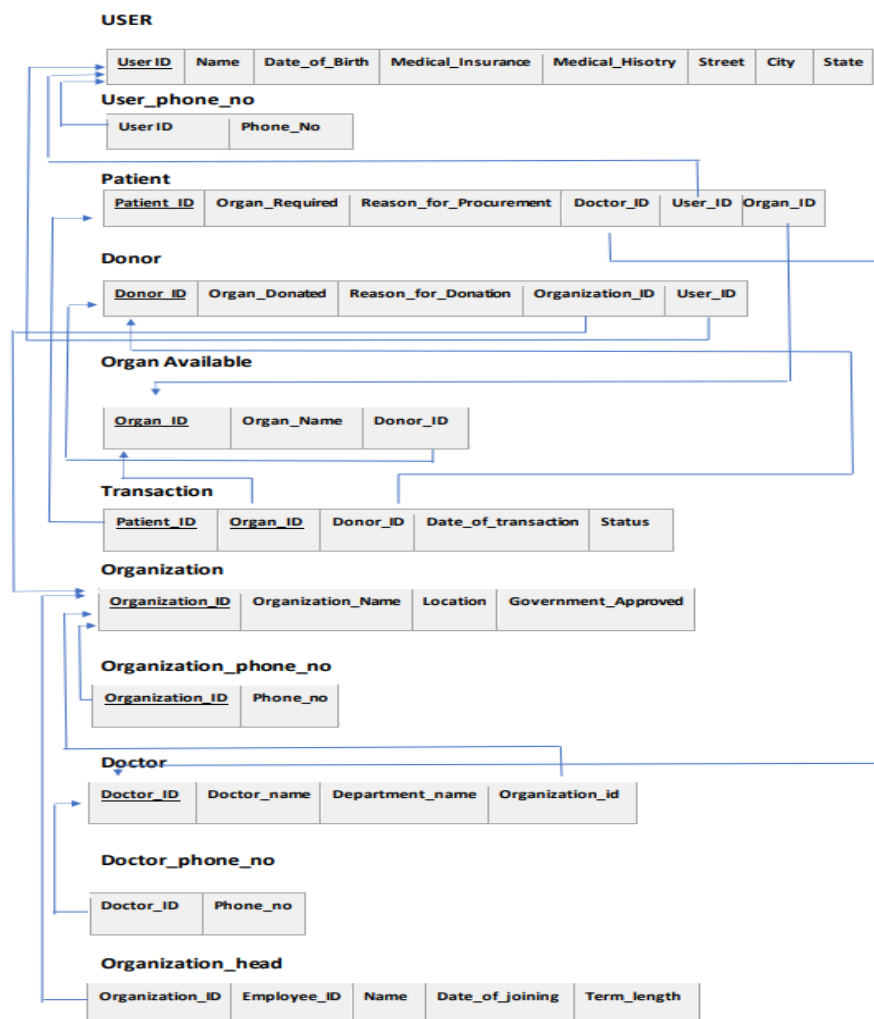 USER
User ID Name Date_of_Birth Medical_Insurance Medical_Hisotry Street City State
User_phone_no
User ID Phone_No
Patient
Patient_ID Organ_Required Reason_for_Procurement Doctor_ID User_ID Organ_ID
Donor
Donor_ID Organ_Donated Reason_for_Donation Organization_ID User_ID
Organ Available
Organ_ID Organ_Name Donor_ID
Transaction
Patient_ID Organ_ID Donor_ID Date_of_transaction Status
Organization
Organization_ID Organization_Name Location Government_Approved
Organization_phone_no
Organization_ID Phone_no
Doctor
Doctor_ID Doctor_name Department_name Organization_id
Doctor_phone_no
Doctor_ID Phone_no
Organization_head
Organization_ID Employee_ID Name Date_of_joining Term_length